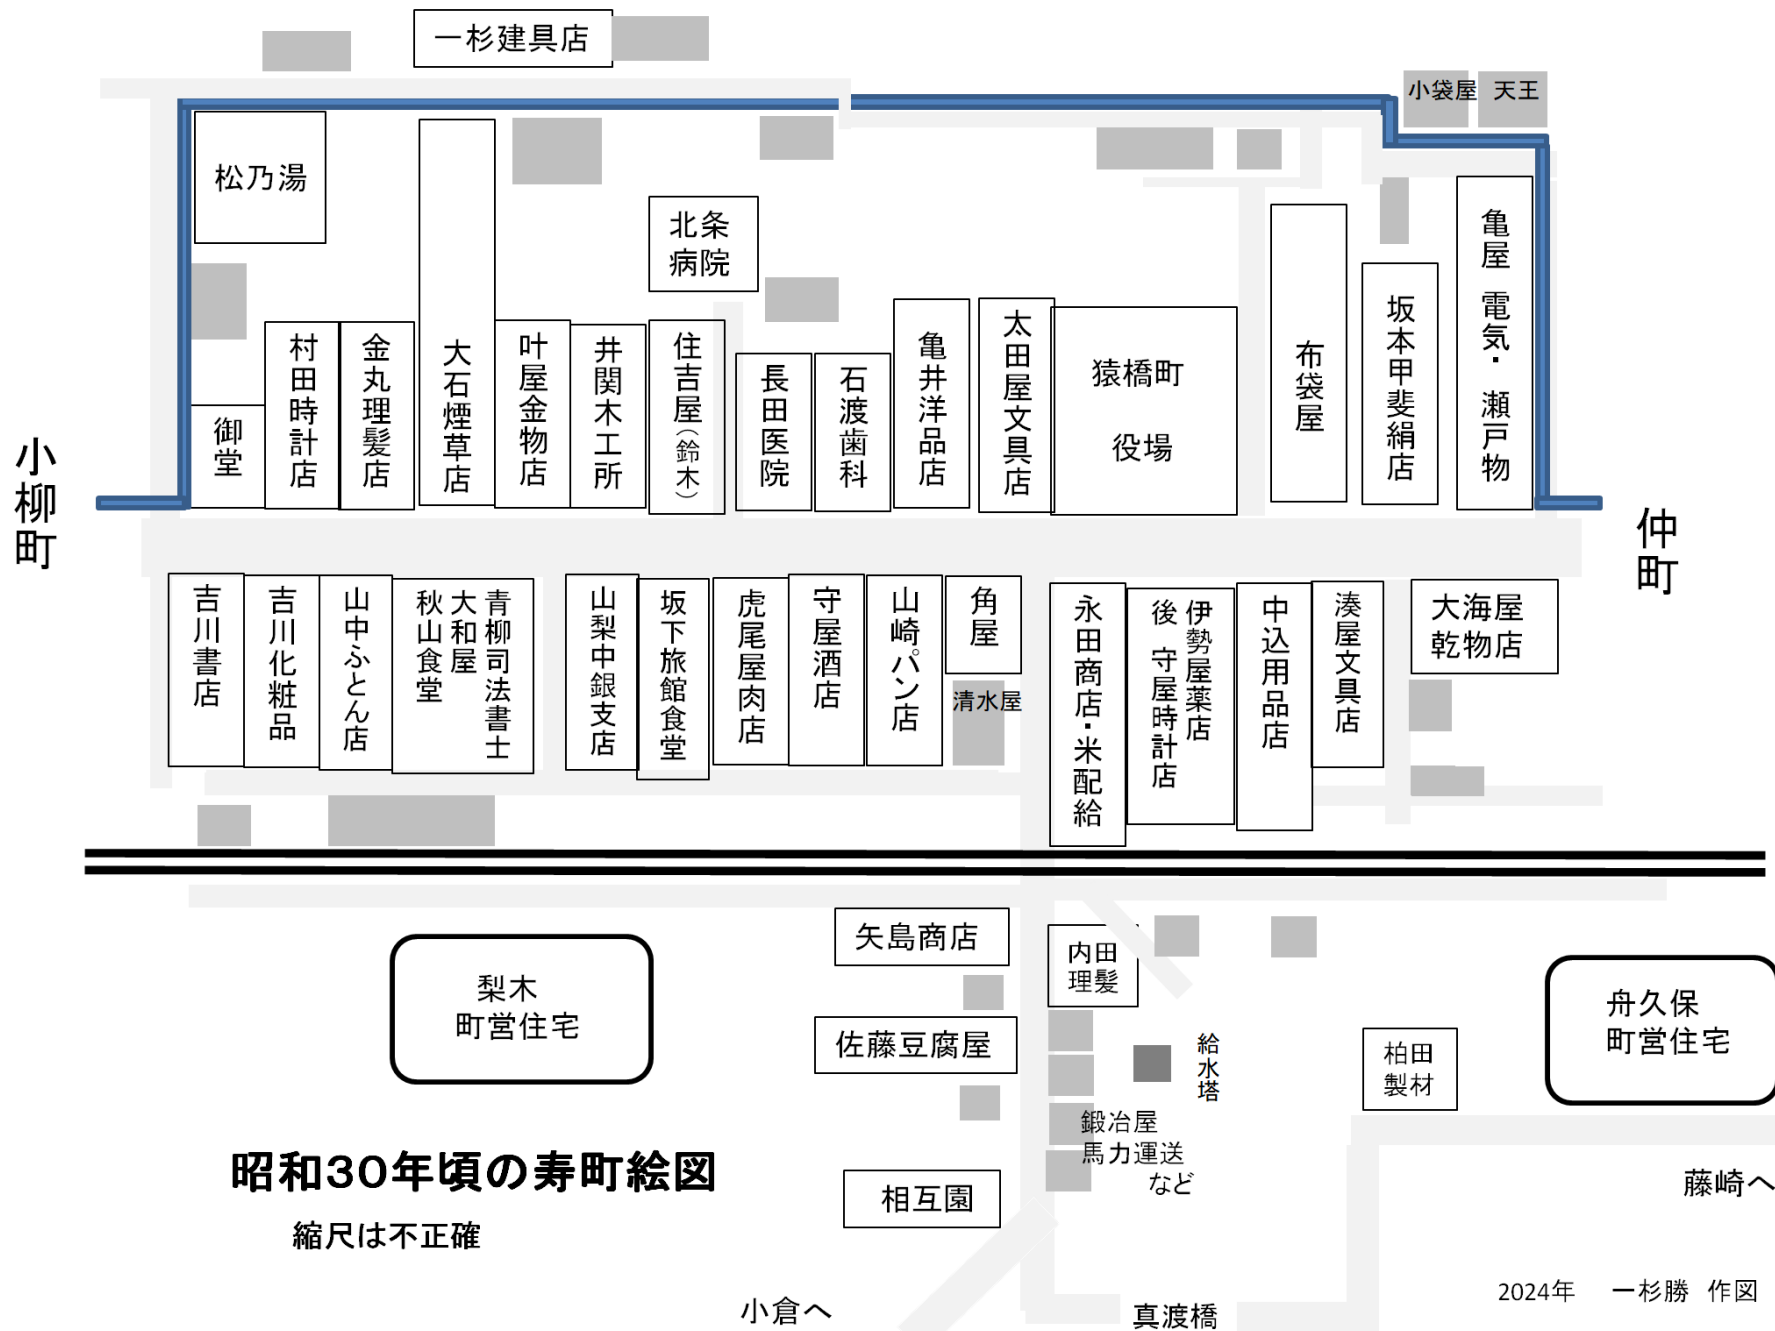 一杉建具店
小袋屋 天王
松乃湯
北条
病院
小柳町
御堂
村田時計店
金丸理髪店
大石煙草店
叶屋金物店
井関木工所
住吉屋（鈴木）
長田医院
石渡歯科
亀井洋品店
太田屋文具店
猿橋町
役場
布袋屋
坂本甲斐絹店
亀屋 電気・瀬戸物
仲町
吉川書店
吉川化粧品
山中ふとん店
青柳司法書士
大和屋
秋山食堂
山梨中銀支店
坂下旅館食堂
虎尾屋肉店
守屋酒店
山崎パン店
角屋
清水屋
永田商店・米配給
伊勢屋薬店
後 守屋時計店
中込用品店
湊屋文具店
大海屋
乾物店
矢島商店
内田
理髪
梨木
町営住宅
佐藤豆腐屋
給水塔
柏田
製材
舟久保
町営住宅
鍛冶屋
馬力運送
など
昭和30年頃の寿町絵図
縮尺は不正確
相互園
藤崎へ
小倉へ
真渡橋
2024年 一杉勝 作図